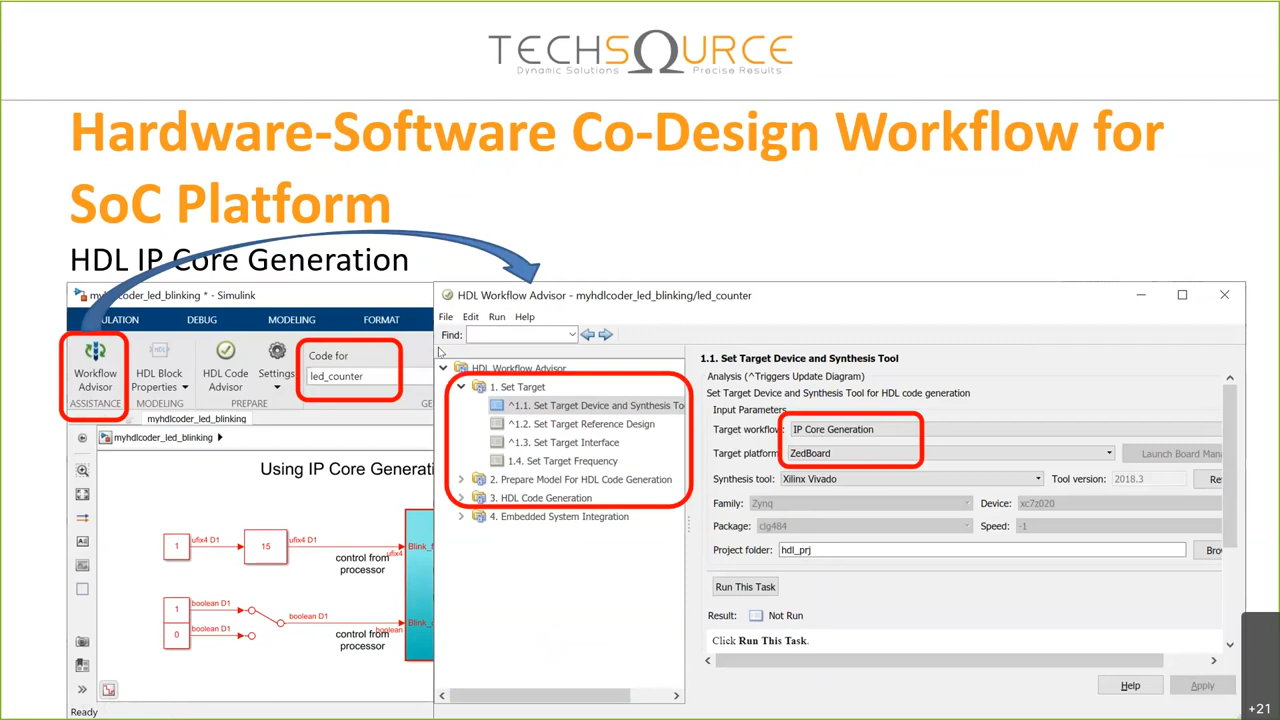 TECHSOURCE
Dynamic Solutions Precise Results
Hardware-Software Co-Design Workflow for
SoC Platform
HDL IP Core Generation
myhdlcoder_led_blinking * - Simulink
ULATION DEBUG MODELING FORMAT
Workflow
Advisor
ASSISTANCE
HDL Block
Properties
MODELING
HDL Code
Advisor
Settings
PREPARE
Code for
led_counter
GE
myhdlcoder_led_blinking
myhdlcoder_led_blinking
Using IP Core Generati
1
ufix4 D1
15
ufix4 D1
control from
processor
ufix4
Blink_f
1
0
boolean D1
boolean D1
boolean D1
control from
processor
boolean
Blink_
Ready
HDL Workflow Advisor - myhdlcoder_led_blinking/led_counter
File Edit Run Help
Find:
HDL Workflow Advisor
1. Set Target
^1.1. Set Target Device and Synthesis To
^1.2. Set Target Reference Design
^1.3. Set Target Interface
1.4. Set Target Frequency
2. Prepare Model For HDL Code Generation
3. HDL Code Generation
4. Embedded System Integration
1.1. Set Target Device and Synthesis Tool
Analysis (^Triggers Update Diagram)
Set Target Device and Synthesis Tool for HDL code generation
Input Parameters
Target workflow: IP Core Generation
Target platform ZedBoard Launch Board Mana
Synthesis tool: Xilinx Vivado Tool version: 2018.3 Re
Family: Zynq Device: xc7z020
Package: clg484 Speed: -1
Project folder: hdl_prj Brow
Run This Task
Result: Not Run
Click Run This Task.
Help Apply
+21